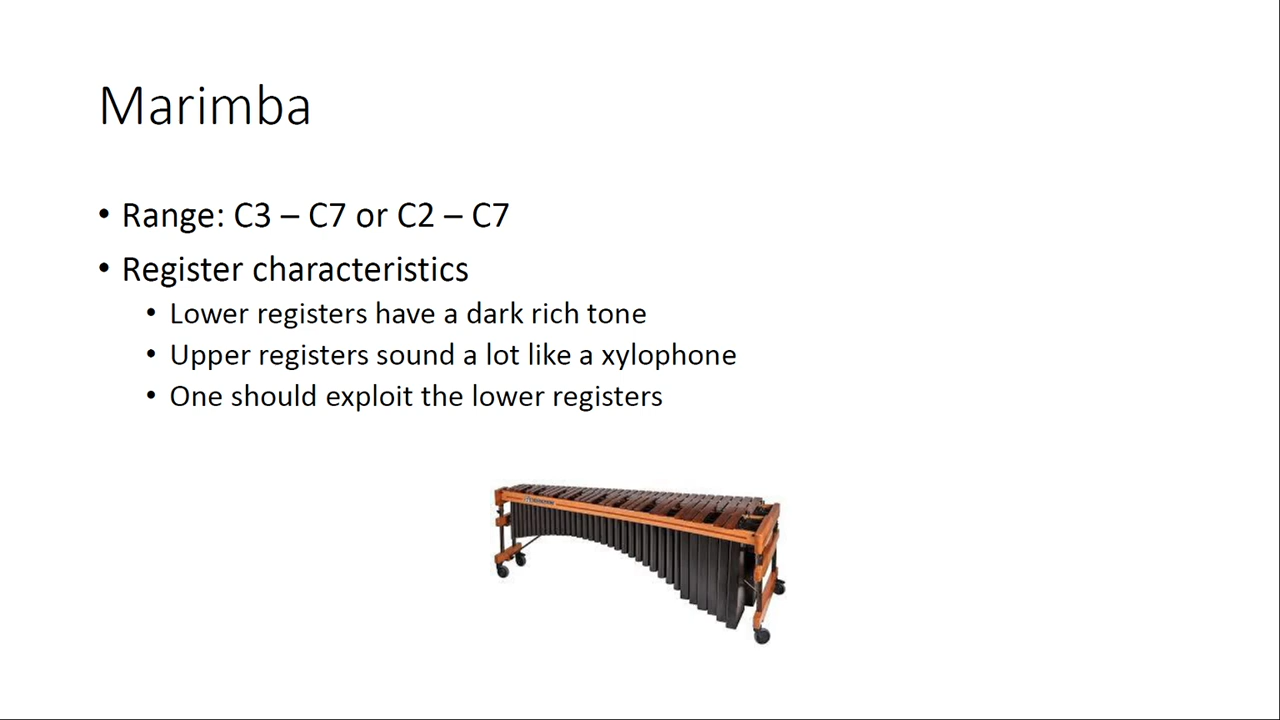 Marimba
• Range: C3 – C7 or C2 – C7
• Register characteristics
• Lower registers have a dark rich tone
• Upper registers sound a lot like a xylophone
• One should exploit the lower registers